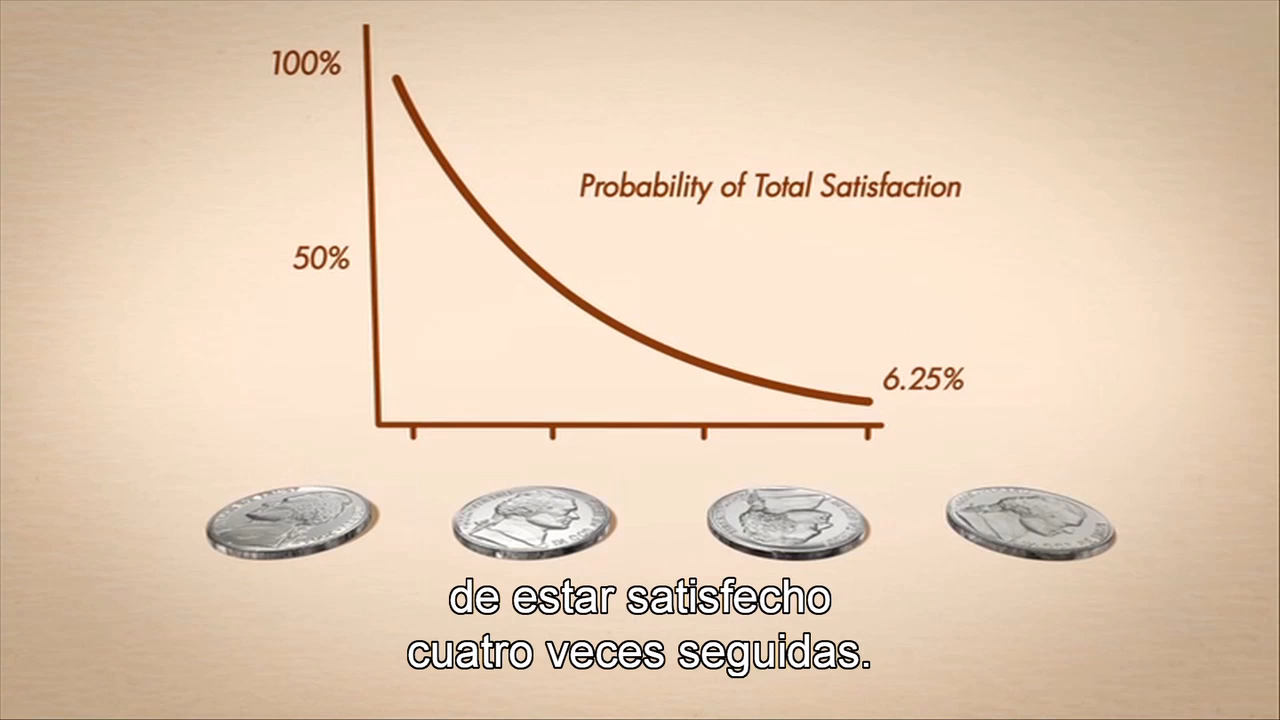 100%
Probability of Total Satisfaction
50%
6.25%
de estar satisfecho
cuatro veces seguidas.